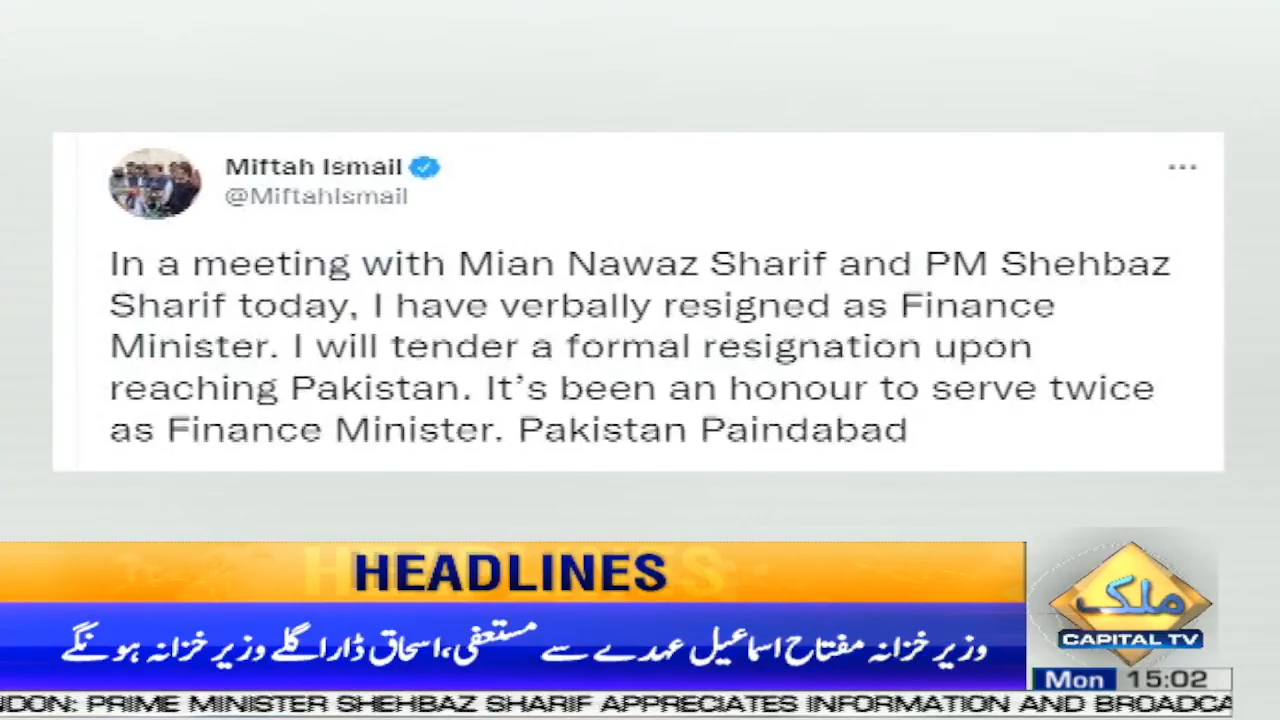 Miftah Ismail
@MiftahIsmail
In a meeting with Mian Nawaz Sharif and PM Shehbaz
Sharif today, I have verbally resigned as Finance
Minister. I will tender a formal resignation upon
reaching Pakistan. It’s been an honour to serve twice
as Finance Minister. Pakistan Paindabad
HEADLINES
وزیر خزانہ مفتاح اسماعیل عہدے سے مستعفی،اسحاق ڈار اگلے وزیر خزانہ ہونگے
ملک
CAPITAL TV
Mon 15:02
NDON: PRIME MINISTER SHEHBAZ SHARIF APPRECIATES INFORMATION AND BROADCA